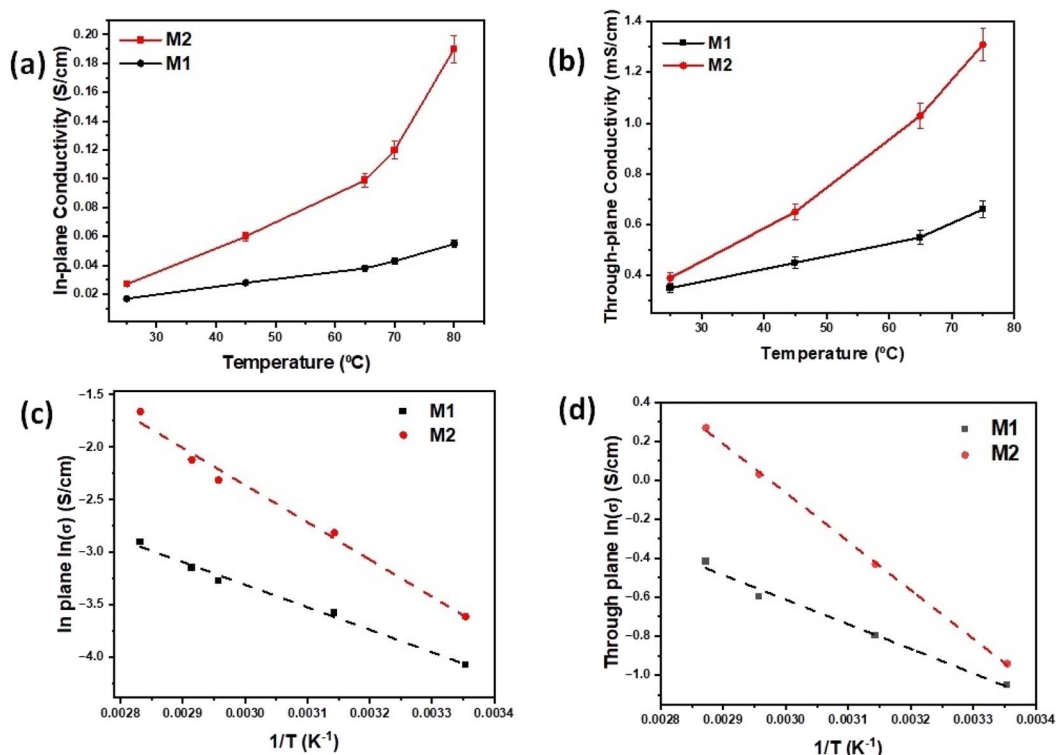 (a)
M2
M1
In-plane Conductivity (S/cm)
0.20
0.18
0.16
0.14
0.12
0.10
0.08
0.06
0.04
0.02
30
40
50
60
70
80
Temperature (ºC)
(b)
M1
M2
Through-plane Conductivity (mS/cm)
1.4
1.2
1.0
0.8
0.6
0.4
30
40
50
60
70
80
Temperature (ºC)
(c)
M1
M2
In plane ln(σ) (S/cm)
−1.5
−2.0
−2.5
−3.0
−3.5
−4.0
0.0028
0.0029
0.0030
0.0031
0.0032
0.0033
0.0034
1/T (K⁻¹)
(d)
M1
M2
Through plane ln(σ) (S/cm)
0.4
0.2
0.0
−0.2
−0.4
−0.6
−0.8
−1.0
0.0028
0.0029
0.0030
0.0031
0.0032
0.0033
0.0034
1/T (K⁻¹)